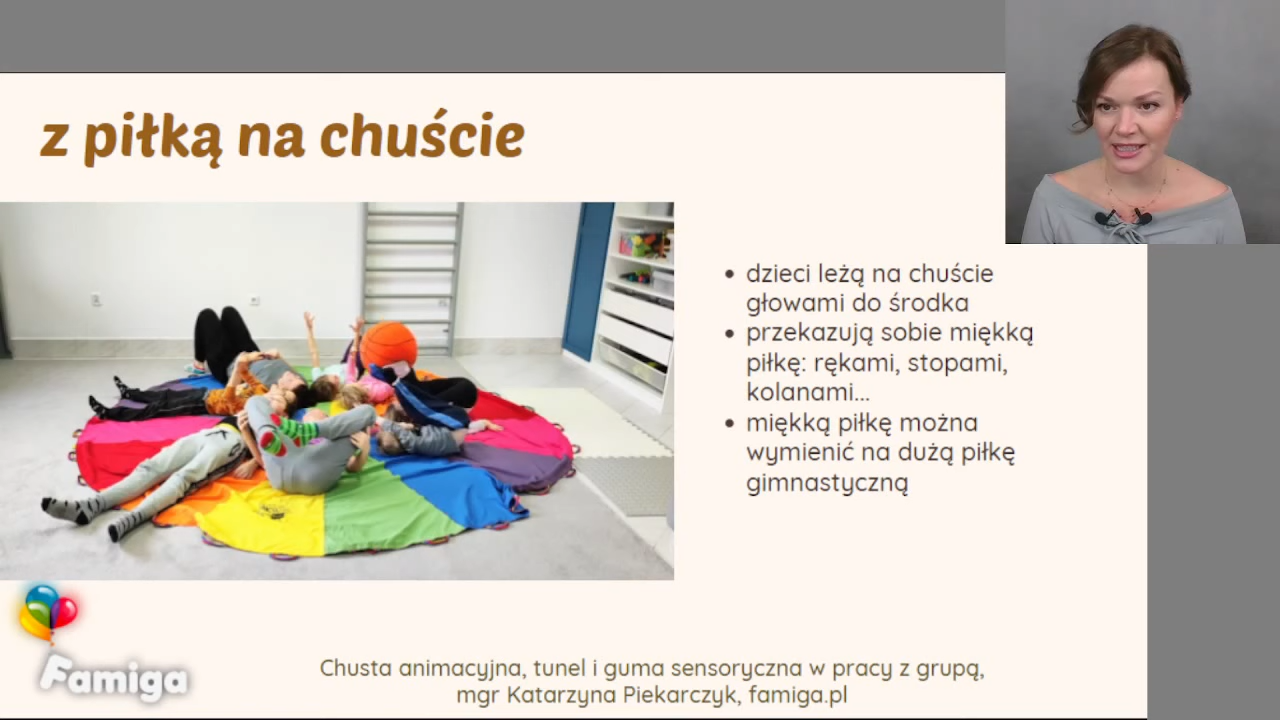 z piłką na chuście
dzieci leżą na chuście
głowami do środka
przekazują sobie miękką
piłkę: rękami, stopami,
kolanami...
miękką piłkę można
wymienić na dużą piłkę
gimnastyczną
Famiga
Chusta animacyjna, tunel i guma sensoryczna w pracy z grupą,
mgr Katarzyna Piekarczyk, famiga.pl